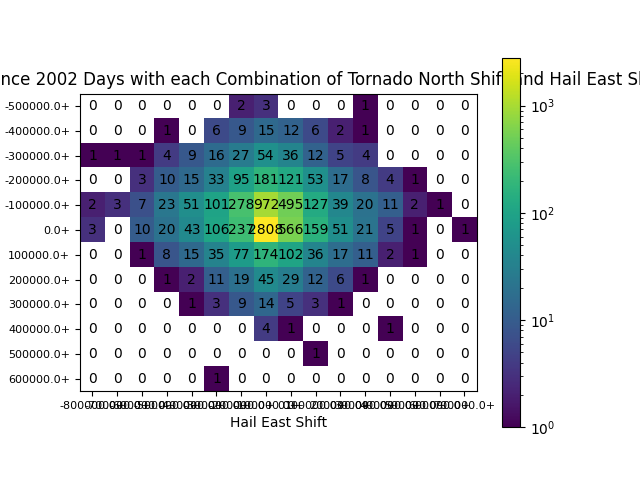 nce 2002 Days with each Combination of Tornado North Shift and Hail East S
-500000.0+ 0 0 0 0 0 0 2 3 0 0 0 1 0 0 0 0
-400000.0+ 0 0 0 1 0 6 9 15 12 6 2 1 0 0 0 0
-300000.0+ 1 1 1 4 9 16 27 54 36 12 5 4 0 0 0 0
-200000.0+ 0 0 3 10 15 33 95 181 121 53 17 8 4 1 0 0
-100000.0+ 2 3 7 23 51 101 278 972 495 127 39 20 11 2 1 0
0.0+ 3 0 10 20 43 106 237 2808 566 159 51 21 5 1 0 1
100000.0+ 0 0 1 8 15 35 77 174 102 36 17 11 2 1 0 0
200000.0+ 0 0 0 1 2 11 19 45 29 12 6 1 0 0 0 0
300000.0+ 0 0 0 0 1 3 9 14 5 3 1 0 0 0 0 0
400000.0+ 0 0 0 0 0 0 0 4 1 0 0 0 1 0 0 0
500000.0+ 0 0 0 0 0 0 0 0 0 1 0 0 0 0 0 0
600000.0+ 0 0 0 0 0 1 0 0 0 0 0 0 0 0 0 0
Hail East Shift
10³
10²
10¹
10⁰